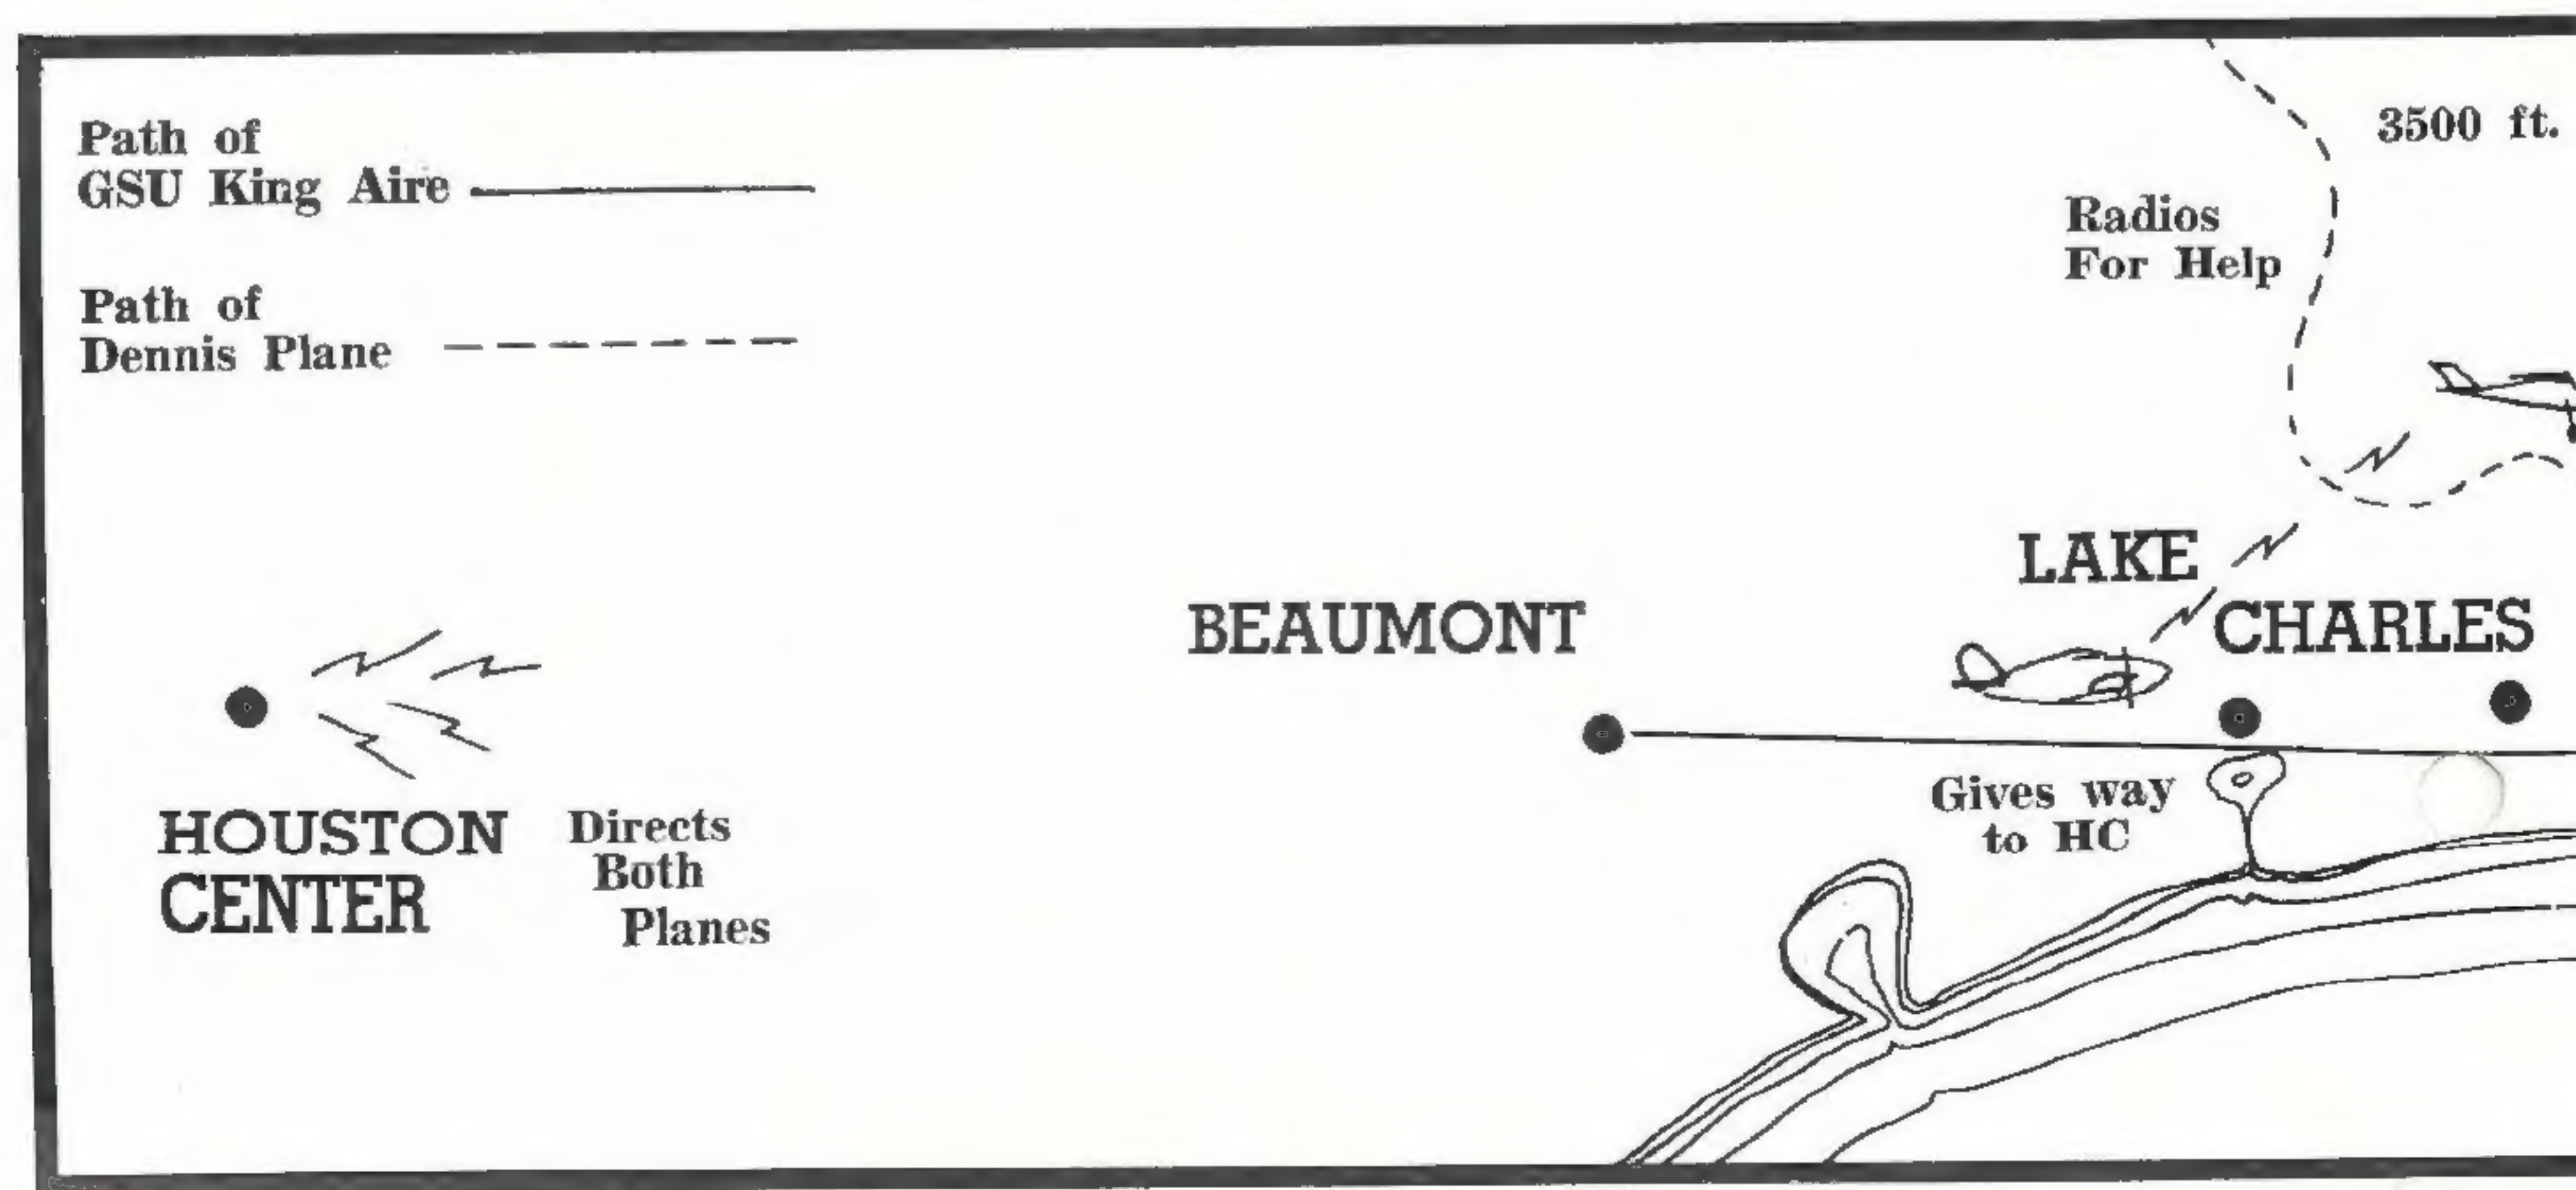 Path of
GSU King Aire
Path of
Dennis Plane
3500 ft.
Radios
For Help
LAKE
CHARLES
BEAUMONT
HOUSTON
CENTER
Directs
Both
Planes
Gives way
to HC